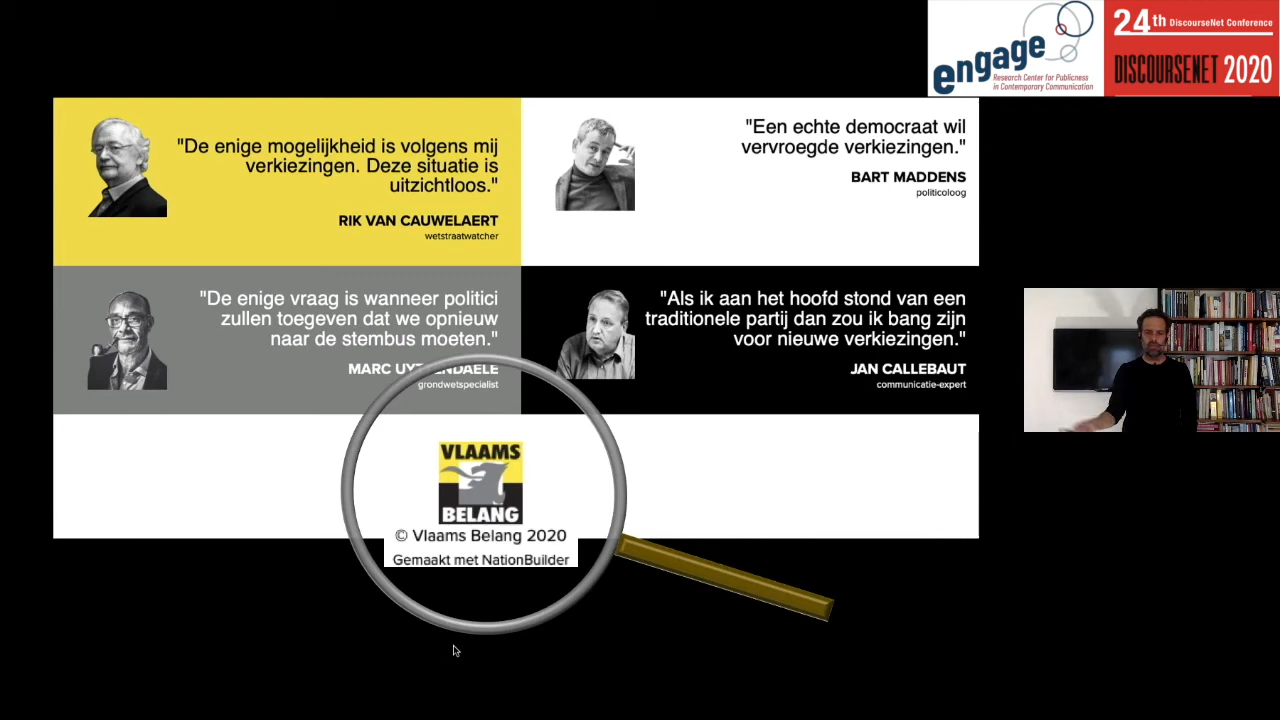 engage
Research Center for Publicness
in Contemporary Communication
24th DiscourseNet Conference
DISCOURSENET 2020
"De enige mogelijkheid is volgens mij
verkiezingen. Deze situatie is
uitzichtloos."
RIK VAN CAUWELAERT
wetstraatwatcher
"Een echte democraat wil
vervroegde verkiezingen."
BART MADDENS
politicoloog
"De enige vraag is wanneer politici
zullen toegeven dat we opnieuw
naar de stembus moeten."
MARC
grondwetspecialist
"Als ik aan het hoofd stond van een
traditionele partij dan zou ik bang zijn
voor nieuwe verkiezingen."
JAN CALLEBAUT
communicatie-expert
VLAAMS
BELANG
© Vlaams Belang 2020
Gemaakt met NationBuilder